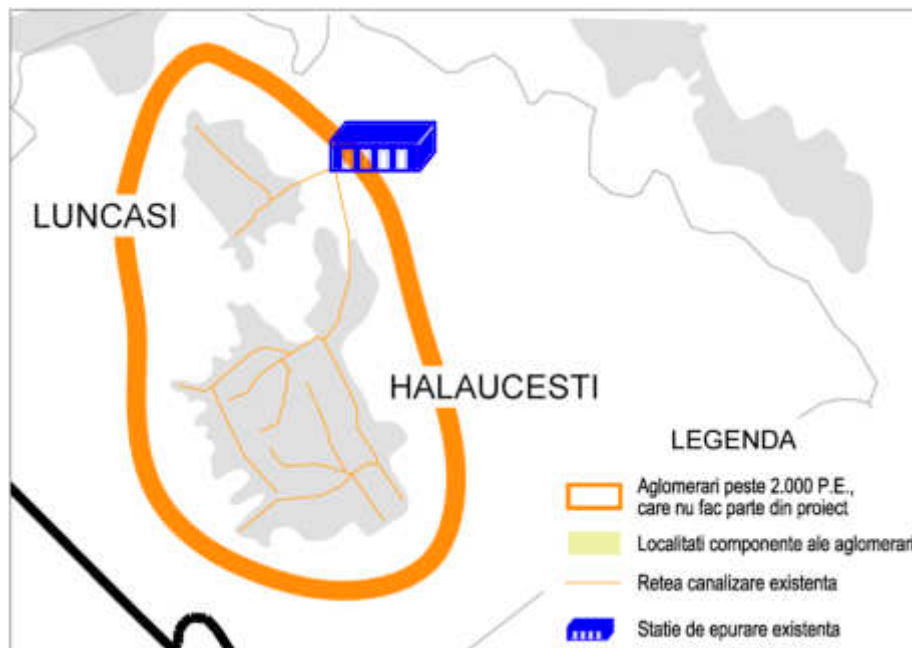 LUNCASI
HALAUCESTI
LEGENDA
Aglomerari peste 2.000 P.E.,
care nu fac parte din proiect
Localitati componente ale aglomerari
Retea canalizare existenta
Statie de epurare existenta